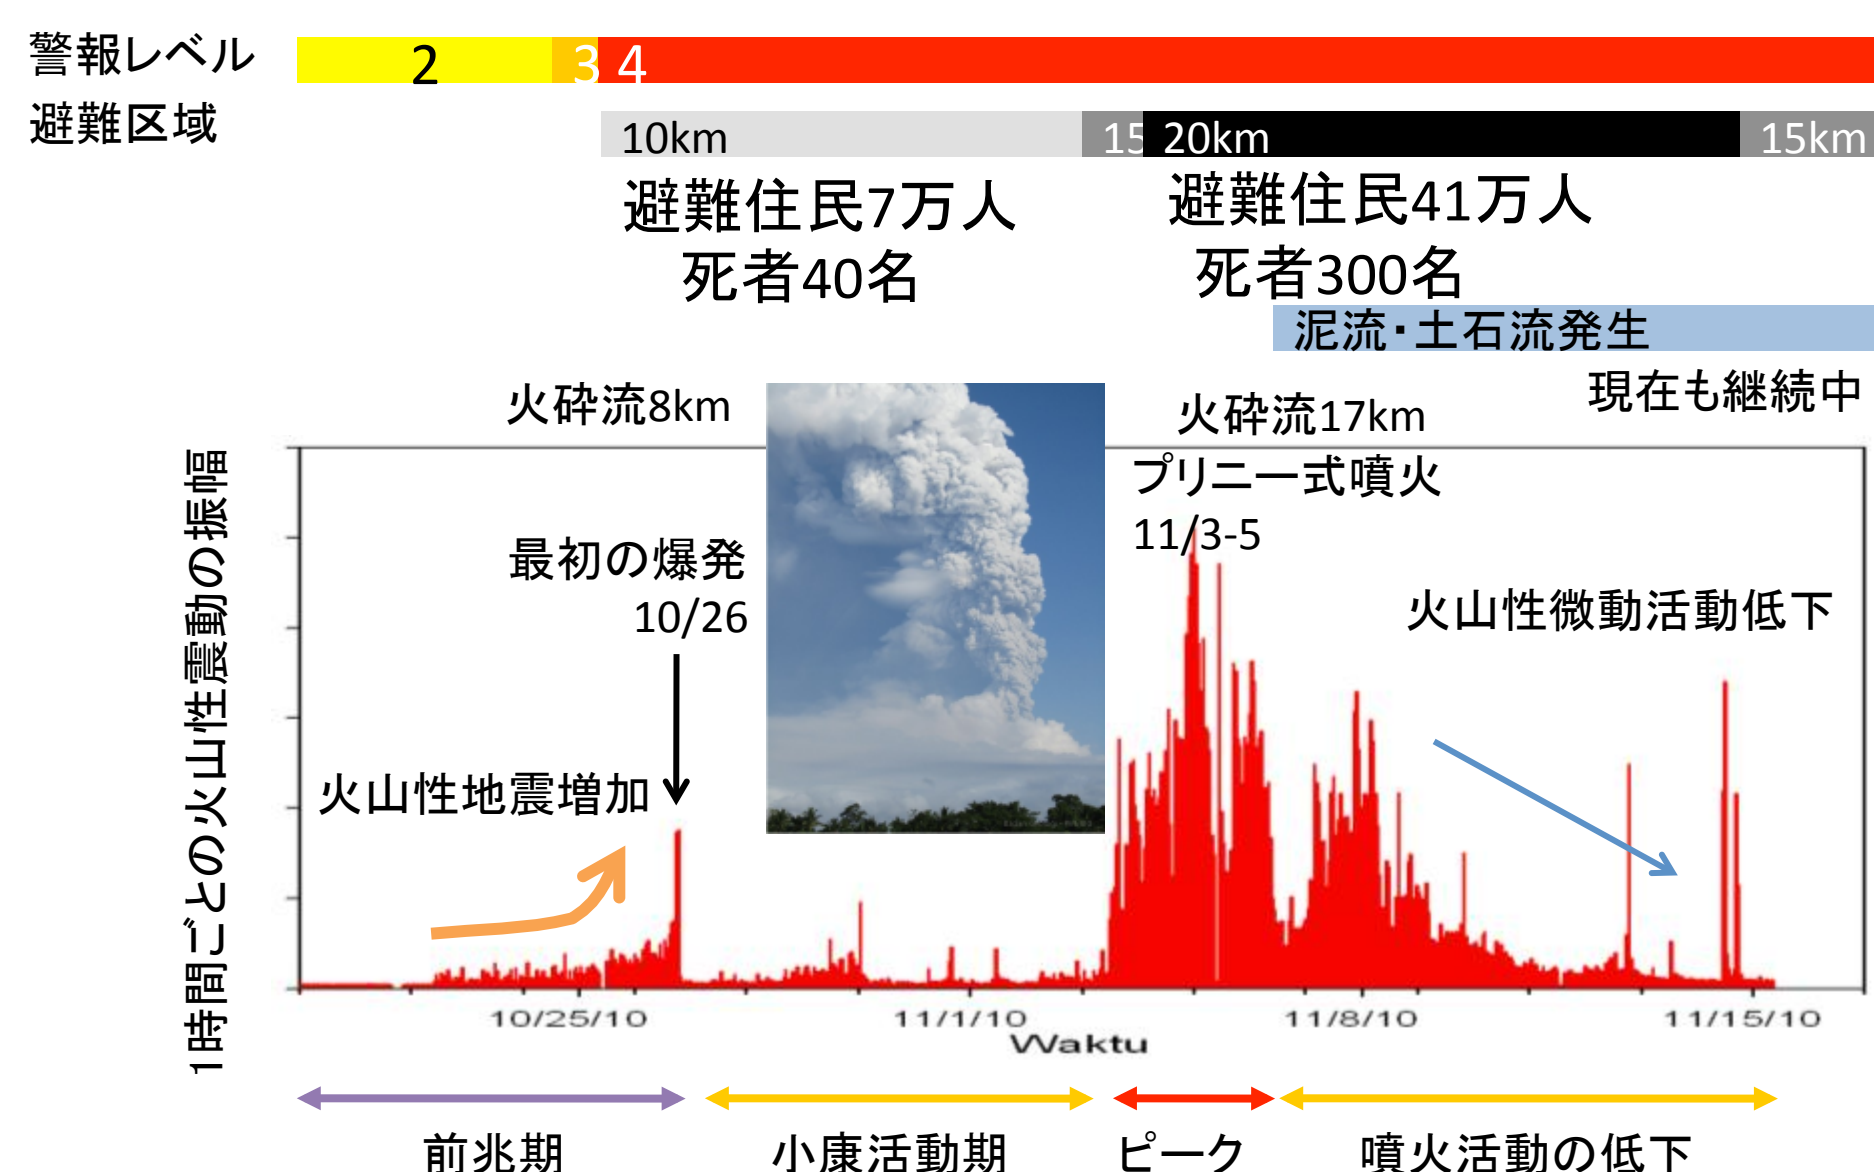 警報レベル
2
3
4
避難区域
10km
15
20km
15km
避難住民7万人
死者40名
避難住民41万人
死者300名
泥流・土石流発生
現在も継続中
火砕流8km
火砕流17km
プリニー式噴火
11/3-5
最初の爆発
10/26
火山性微動活動低下
火山性地震増加
1時間ごとの火山性震動の振幅
10/25/10
11/1/10
11/8/10
11/15/10
Waktu
前兆期
小康活動期
ピーク
噴火活動の低下